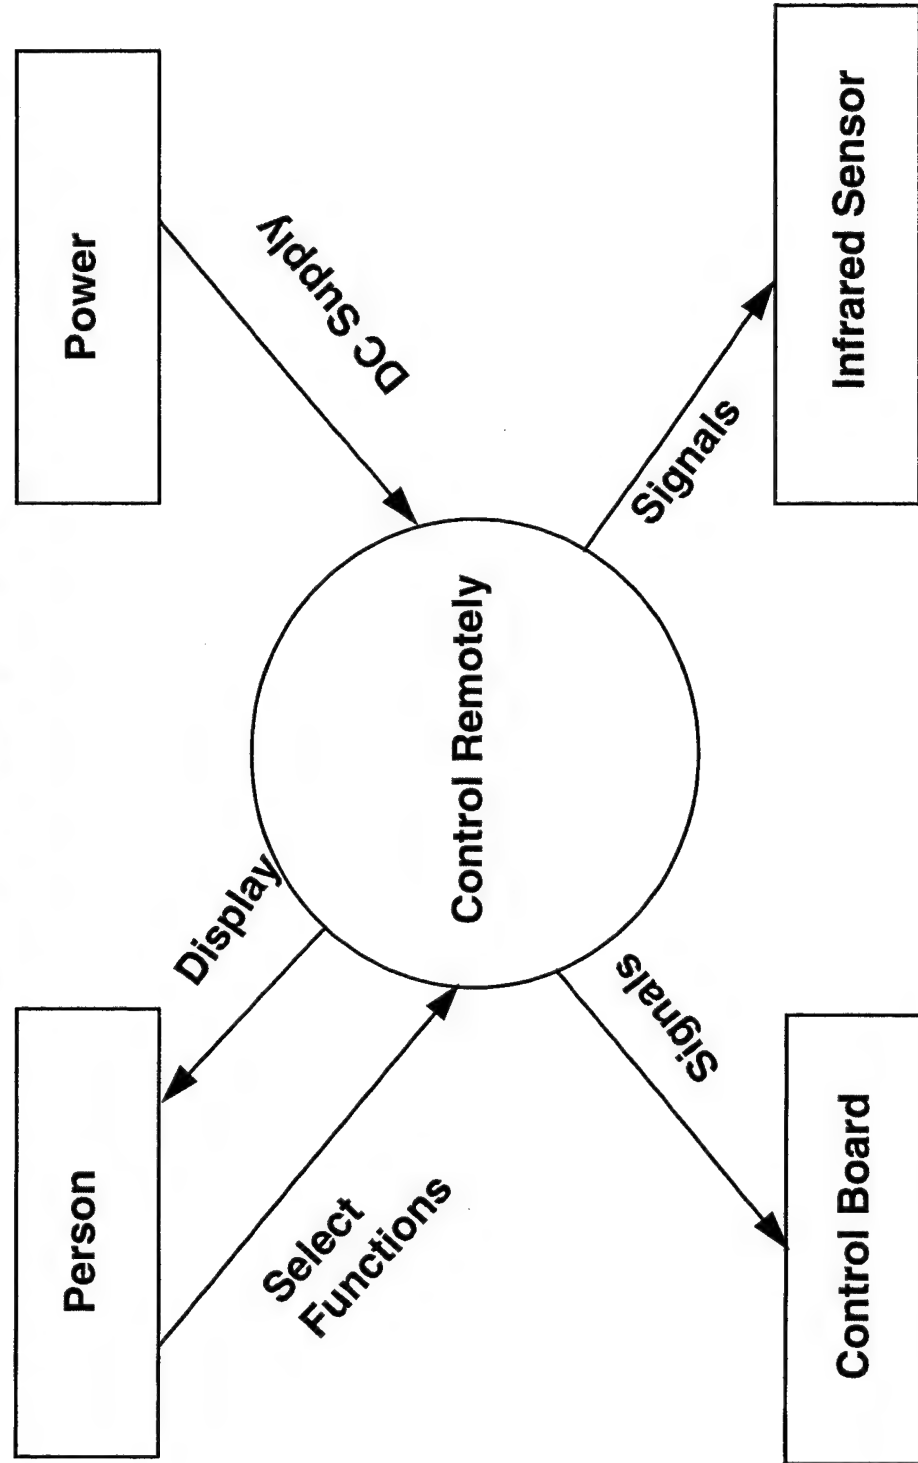 Person
Power
Display
DC Supply
Select
Functions
Control Remotely
Signals
Signals
Control Board
Infrared Sensor